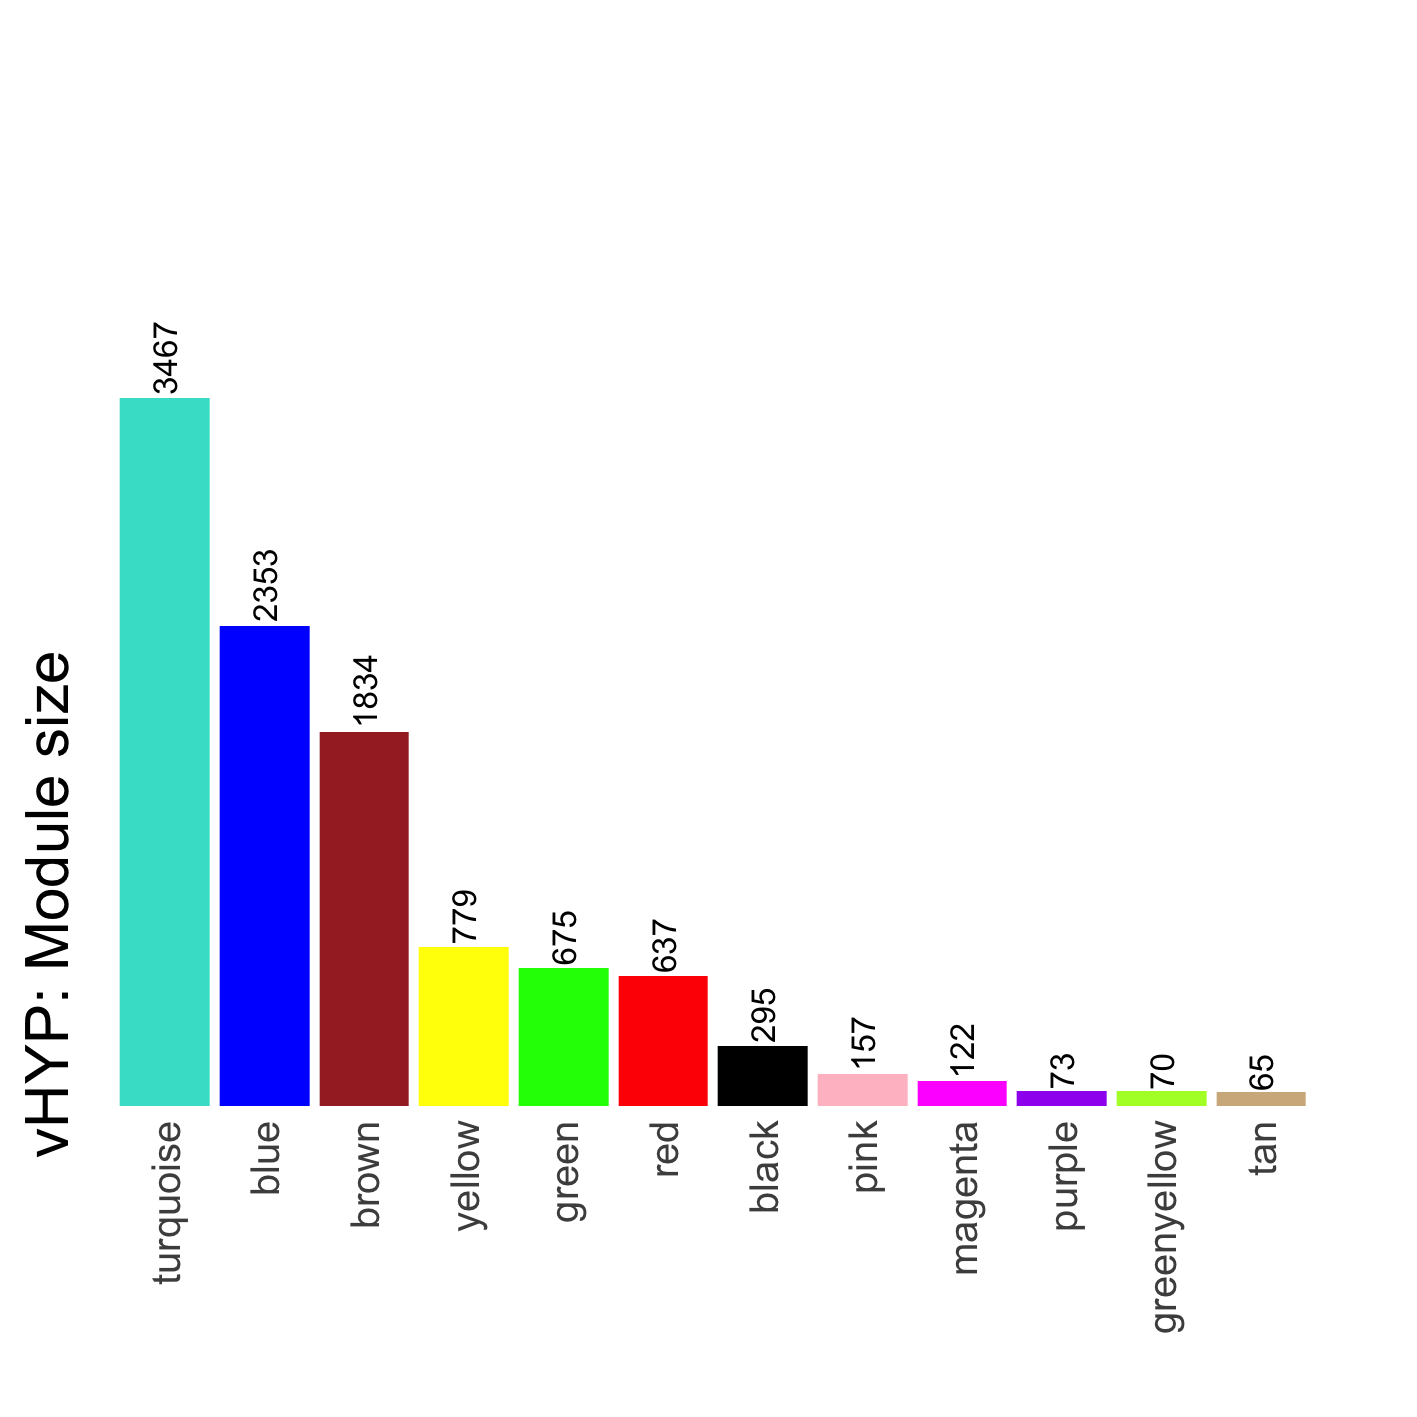 vHYP: Module size
3467
2353
1834
779
675
637
295
157
122
73
70
65
turquoise
blue
brown
yellow
green
red
black
pink
magenta
purple
greenyellow
tan